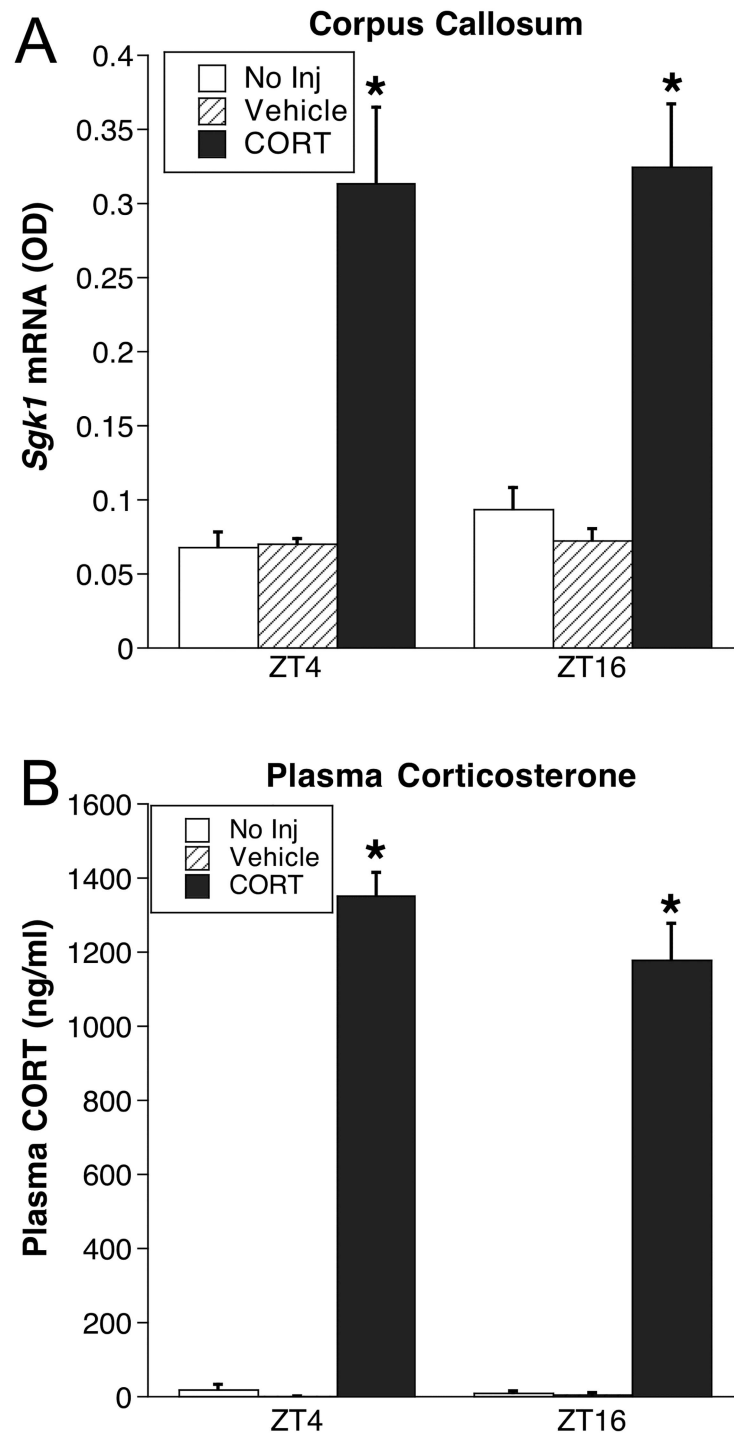 A
Corpus Callosum
Sgk1 mRNA (OD)
0.4
0.35
0.3
0.25
0.2
0.15
0.1
0.05
0
No Inj
Vehicle
CORT
*
*
ZT4
ZT16
B
Plasma Corticosterone
Plasma CORT (ng/ml)
1600
1400
1200
1000
800
600
400
200
0
No Inj
Vehicle
CORT
*
*
ZT4
ZT16